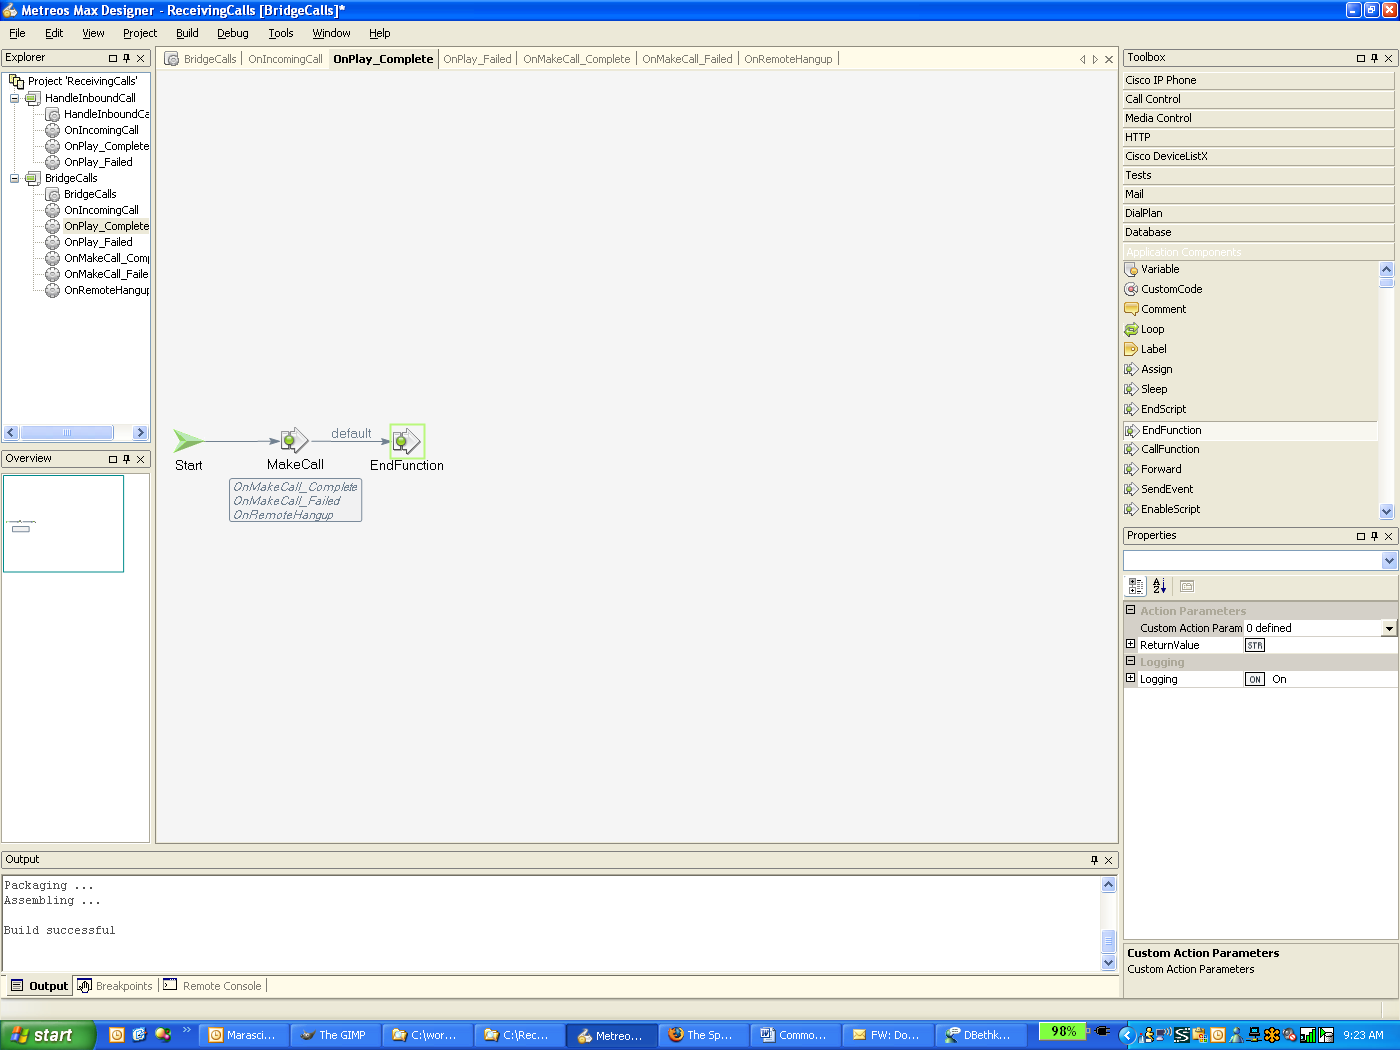 Metreos Max Designer - ReceivingCalls [BridgeCalls]*
File Edit View Project Build Debug Tools Window Help
Explorer
Project 'ReceivingCalls'
HandleInboundCall
HandleInboundCa
OnIncomingCall
OnPlay_Complete
OnPlay_Failed
BridgeCalls
BridgeCalls
OnIncomingCall
OnPlay_Complete
OnPlay_Failed
OnMakeCall_Comp
OnMakeCall_Faile
OnRemoteHangup
Overview
BridgeCalls OnIncomingCall OnPlay_Complete OnPlay_Failed OnMakeCall_Complete OnMakeCall_Failed OnRemoteHangup
default
Start MakeCall EndFunction
OnMakeCall_Complete
OnMakeCall_Failed
OnRemoteHangup
Toolbox
Cisco IP Phone
Call Control
Media Control
HTTP
Cisco DeviceListX
Tests
Mail
DialPlan
Database
Application Components
Variable
CustomCode
Comment
Loop
Label
Assign
Sleep
EndScript
EndFunction
CallFunction
Forward
SendEvent
EnableScript
Properties
Action Parameters
Custom Action Param 0 defined
ReturnValue STR
Logging
Logging ON On
Custom Action Parameters
Custom Action Parameters
Output
Packaging ...
Assembling ...
Build successful
Output Breakpoints Remote Console
start » Marasci... The GIMP C:\wor... C:\Rec... Metreo... The Sp... Commo... FW: Do... DBethk... 98% 9:23 AM